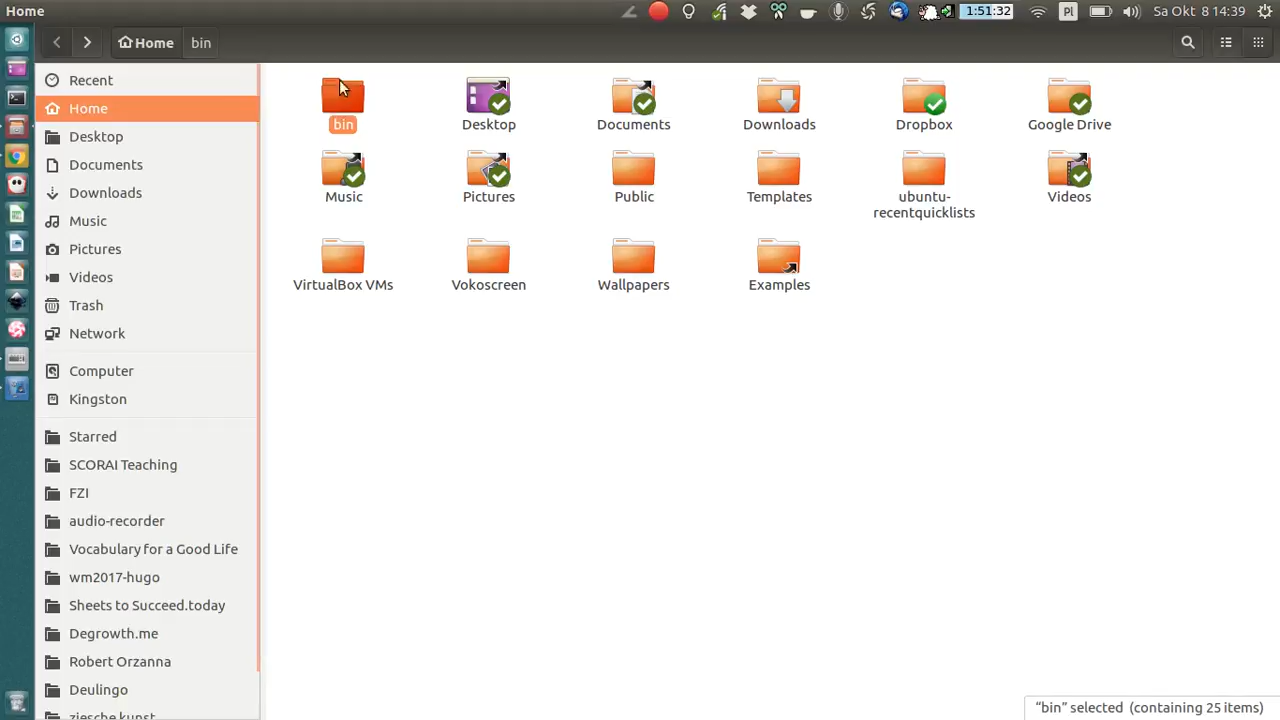 Home
1:51:32
Pl
Sa Okt 8 14:39
Home
bin
Recent
Home
Desktop
Documents
Downloads
Music
Pictures
Videos
Trash
Network
Computer
Kingston
Starred
SCORAI Teaching
FZI
audio-recorder
Vocabulary for a Good Life
wm2017-hugo
Sheets to Succeed.today
Degrowth.me
Robert Orzanna
Deulingo
ziesche kunst
bin
Desktop
Documents
Downloads
Dropbox
Google Drive
Music
Pictures
Public
Templates
ubuntu-
recentquicklists
Videos
VirtualBox VMs
Vokoscreen
Wallpapers
Examples
“bin” selected (containing 25 items)